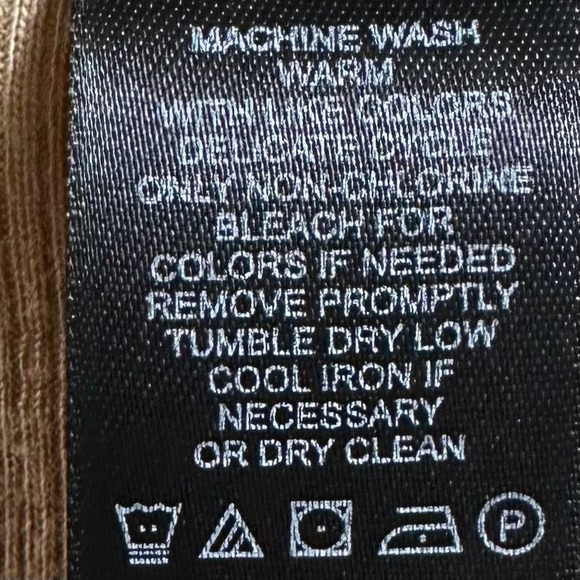 MACHINE WASH
WARM
WITH LIKE COLORS
DELICATE CYCLE
ONLY NON-CHLORINE
BLEACH FOR
COLORS IF NEEDED
REMOVE PROMPTLY
TUMBLE DRY LOW
COOL IRON IF
NECESSARY
OR DRY CLEAN
P